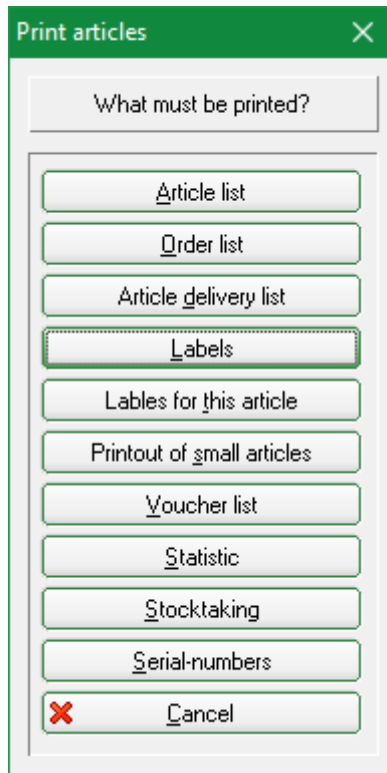 Print articles
What must be printed?
Article list
Order list
Article delivery list
Labels
Lables for this article
Printout of small articles
Voucher list
Statistic
Stocktaking
Serial-numbers
Cancel